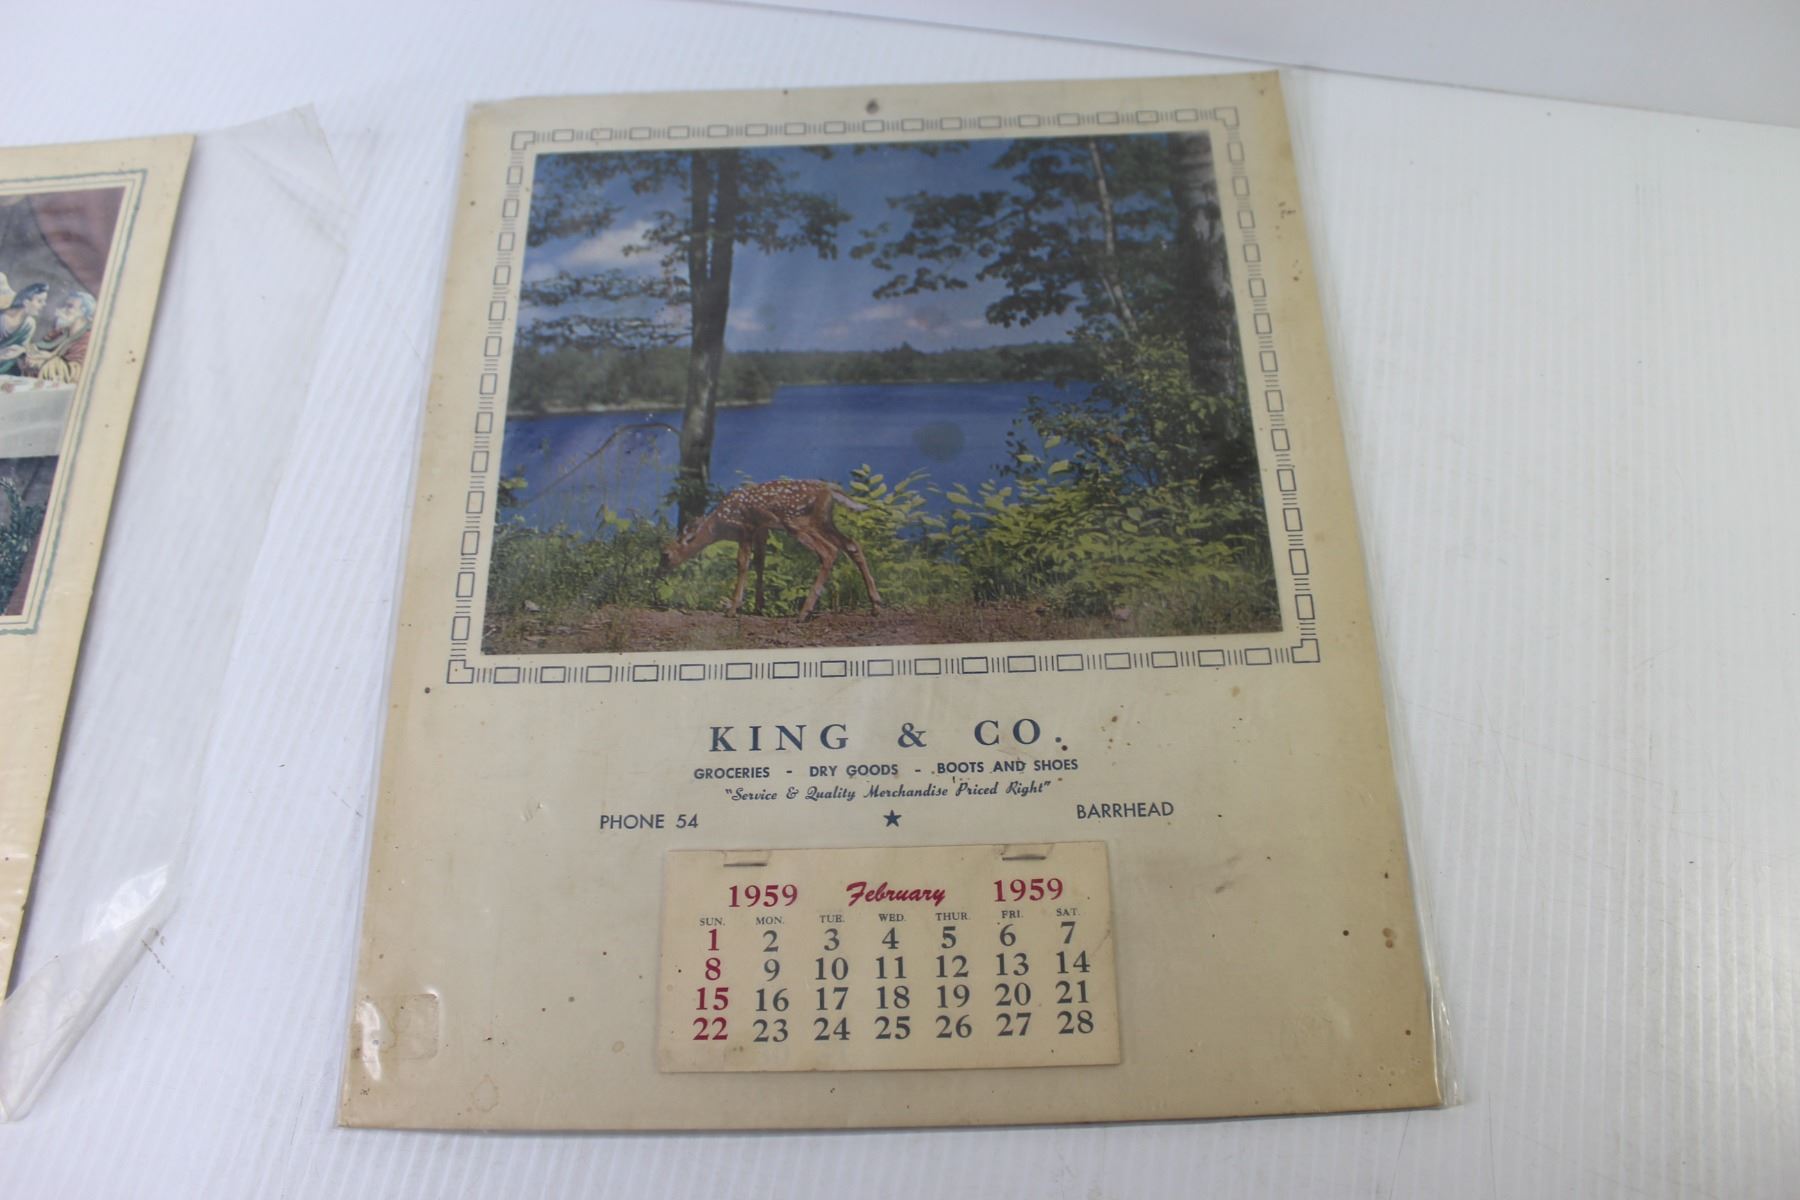 KING & CO.
GROCERIES - DRY GOODS - BOOTS AND SHOES
"Service & Quality Merchandise Priced Right"
PHONE 54 ★ BARRHEAD
1959 February 1959
SUN. MON. TUE. WED. THUR. FRI. SAT.
1 2 3 4 5 6 7
8 9 10 11 12 13 14
15 16 17 18 19 20 21
22 23 24 25 26 27 28